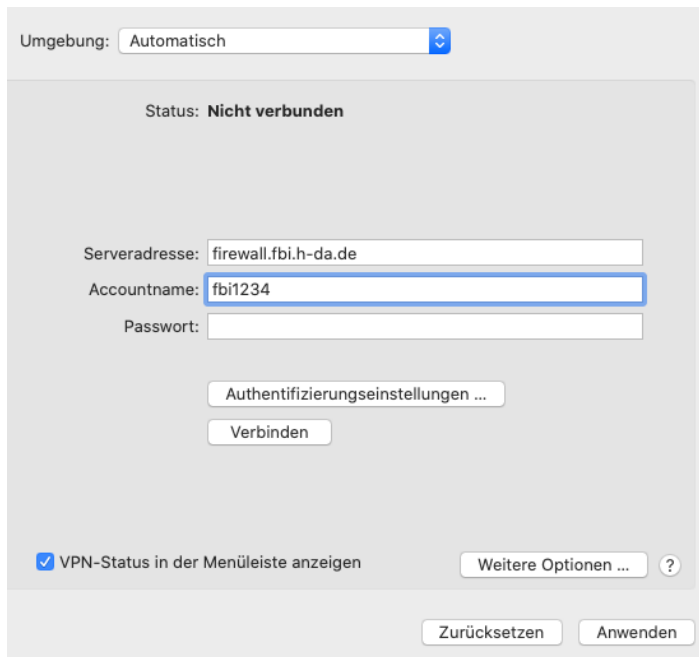 Umgebung: Automatisch
Status: Nicht verbunden
Serveradresse: firewall.fbi.h-da.de
Accountname: fbi1234
Passwort:
Authentifizierungseinstellungen ...
Verbinden
VPN-Status in der Menüleiste anzeigen Weitere Optionen ... ?
Zurücksetzen Anwenden